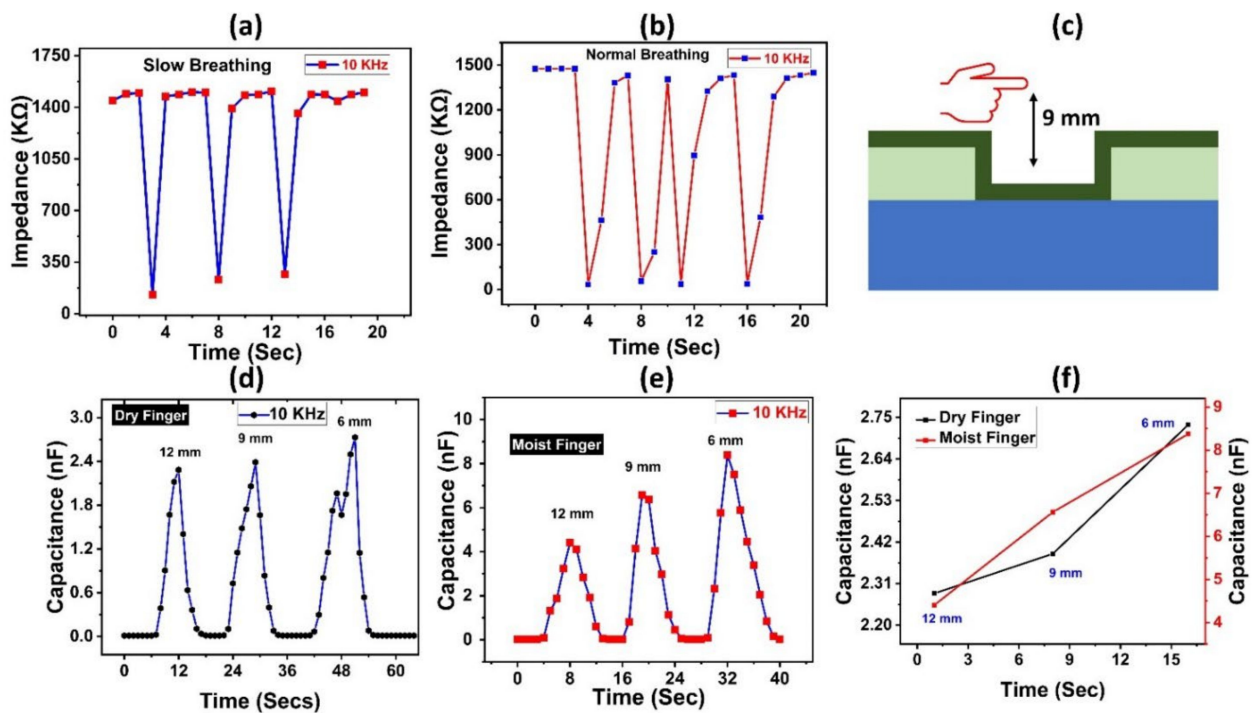 (a)
1750
1400
1050
700
350
0
Impedance (KΩ)
Slow Breathing
10 KHz
0 4 8 12 16 20
Time (Sec)
(b)
1500
1200
900
600
300
0
Impedance (KΩ)
Normal Breathing
10 KHz
0 4 8 12 16 20
Time (Sec)
(c)
9 mm
(d)
3.0
2.4
1.8
1.2
0.6
0.0
Capacitance (nF)
Dry Finger
10 KHz
12 mm
9 mm
6 mm
0 12 24 36 48 60
Time (Secs)
(e)
10
8
6
4
2
0
Capacitance (nF)
10 KHz
Moist Finger
12 mm
9 mm
6 mm
0 8 16 24 32 40
Time (Sec)
(f)
2.75
2.64
2.53
2.42
2.31
2.20
Capacitance (nF)
Dry Finger
Moist Finger
12 mm
9 mm
6 mm
9
8
7
6
5
4
Capacitance (nF)
0 3 6 9 12 15
Time (Sec)